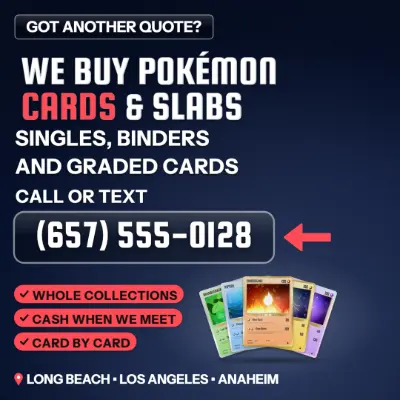 GOT ANOTHER QUOTE?
WE BUY POKÉMON
CARDS & SLABS
SINGLES, BINDERS
AND GRADED CARDS
CALL OR TEXT
(657) 555-0128
WHOLE COLLECTIONS
CASH WHEN WE MEET
CARD BY CARD
LONG BEACH • LOS ANGELES • ANAHEIM